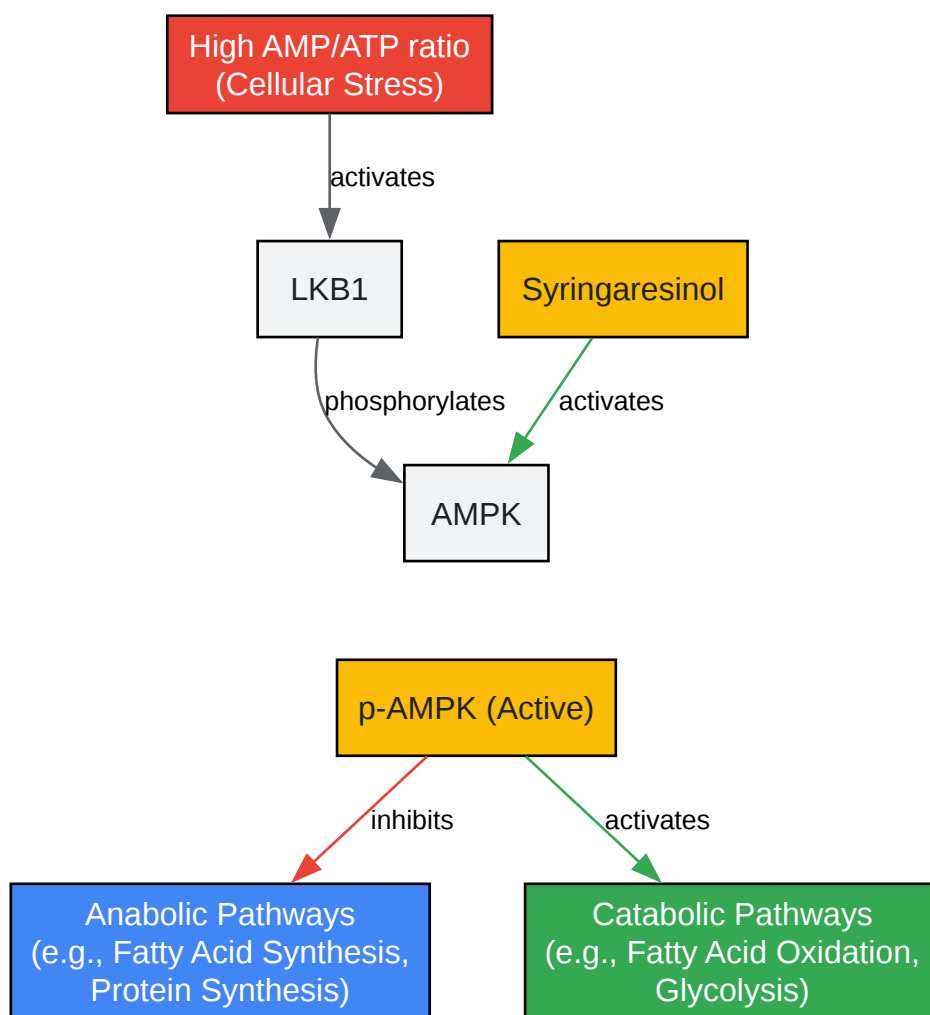 High AMP/ATP ratio
(Cellular Stress)
activates
LKB1
Syringaresinol
phosphorylates
activates
AMPK
p-AMPK (Active)
inhibits
activates
Anabolic Pathways
(e.g., Fatty Acid Synthesis,
Protein Synthesis)
Catabolic Pathways
(e.g., Fatty Acid Oxidation,
Glycolysis)